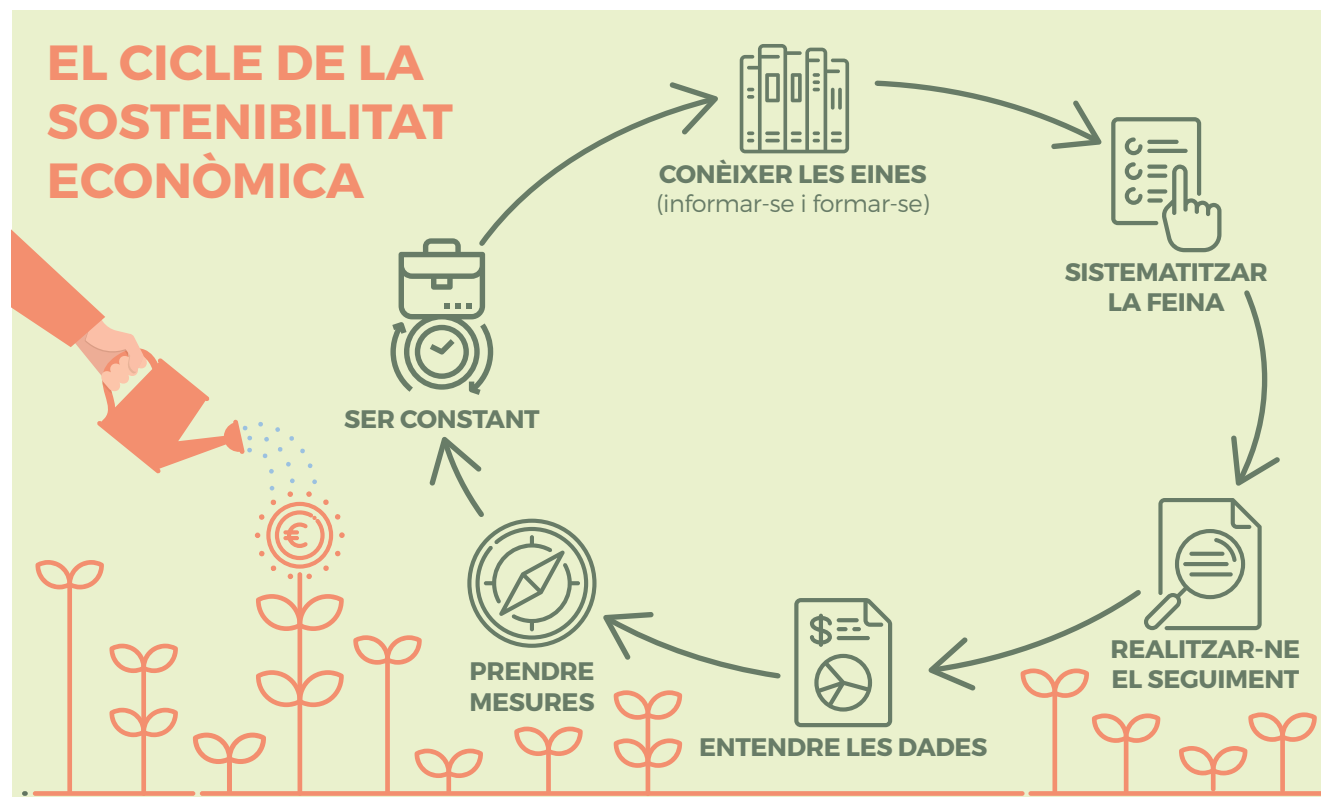 EL CICLE DE LA
SOSTENIBILITAT
ECONÒMICA
CONÈIXER LES EINES
(informar-se i formar-se)
SISTEMATITZAR
LA FEINA
REALITZAR-NE
EL SEGUIMENT
ENTENDRE LES DADES
PRENDRE
MESURES
SER CONSTANT
€
$